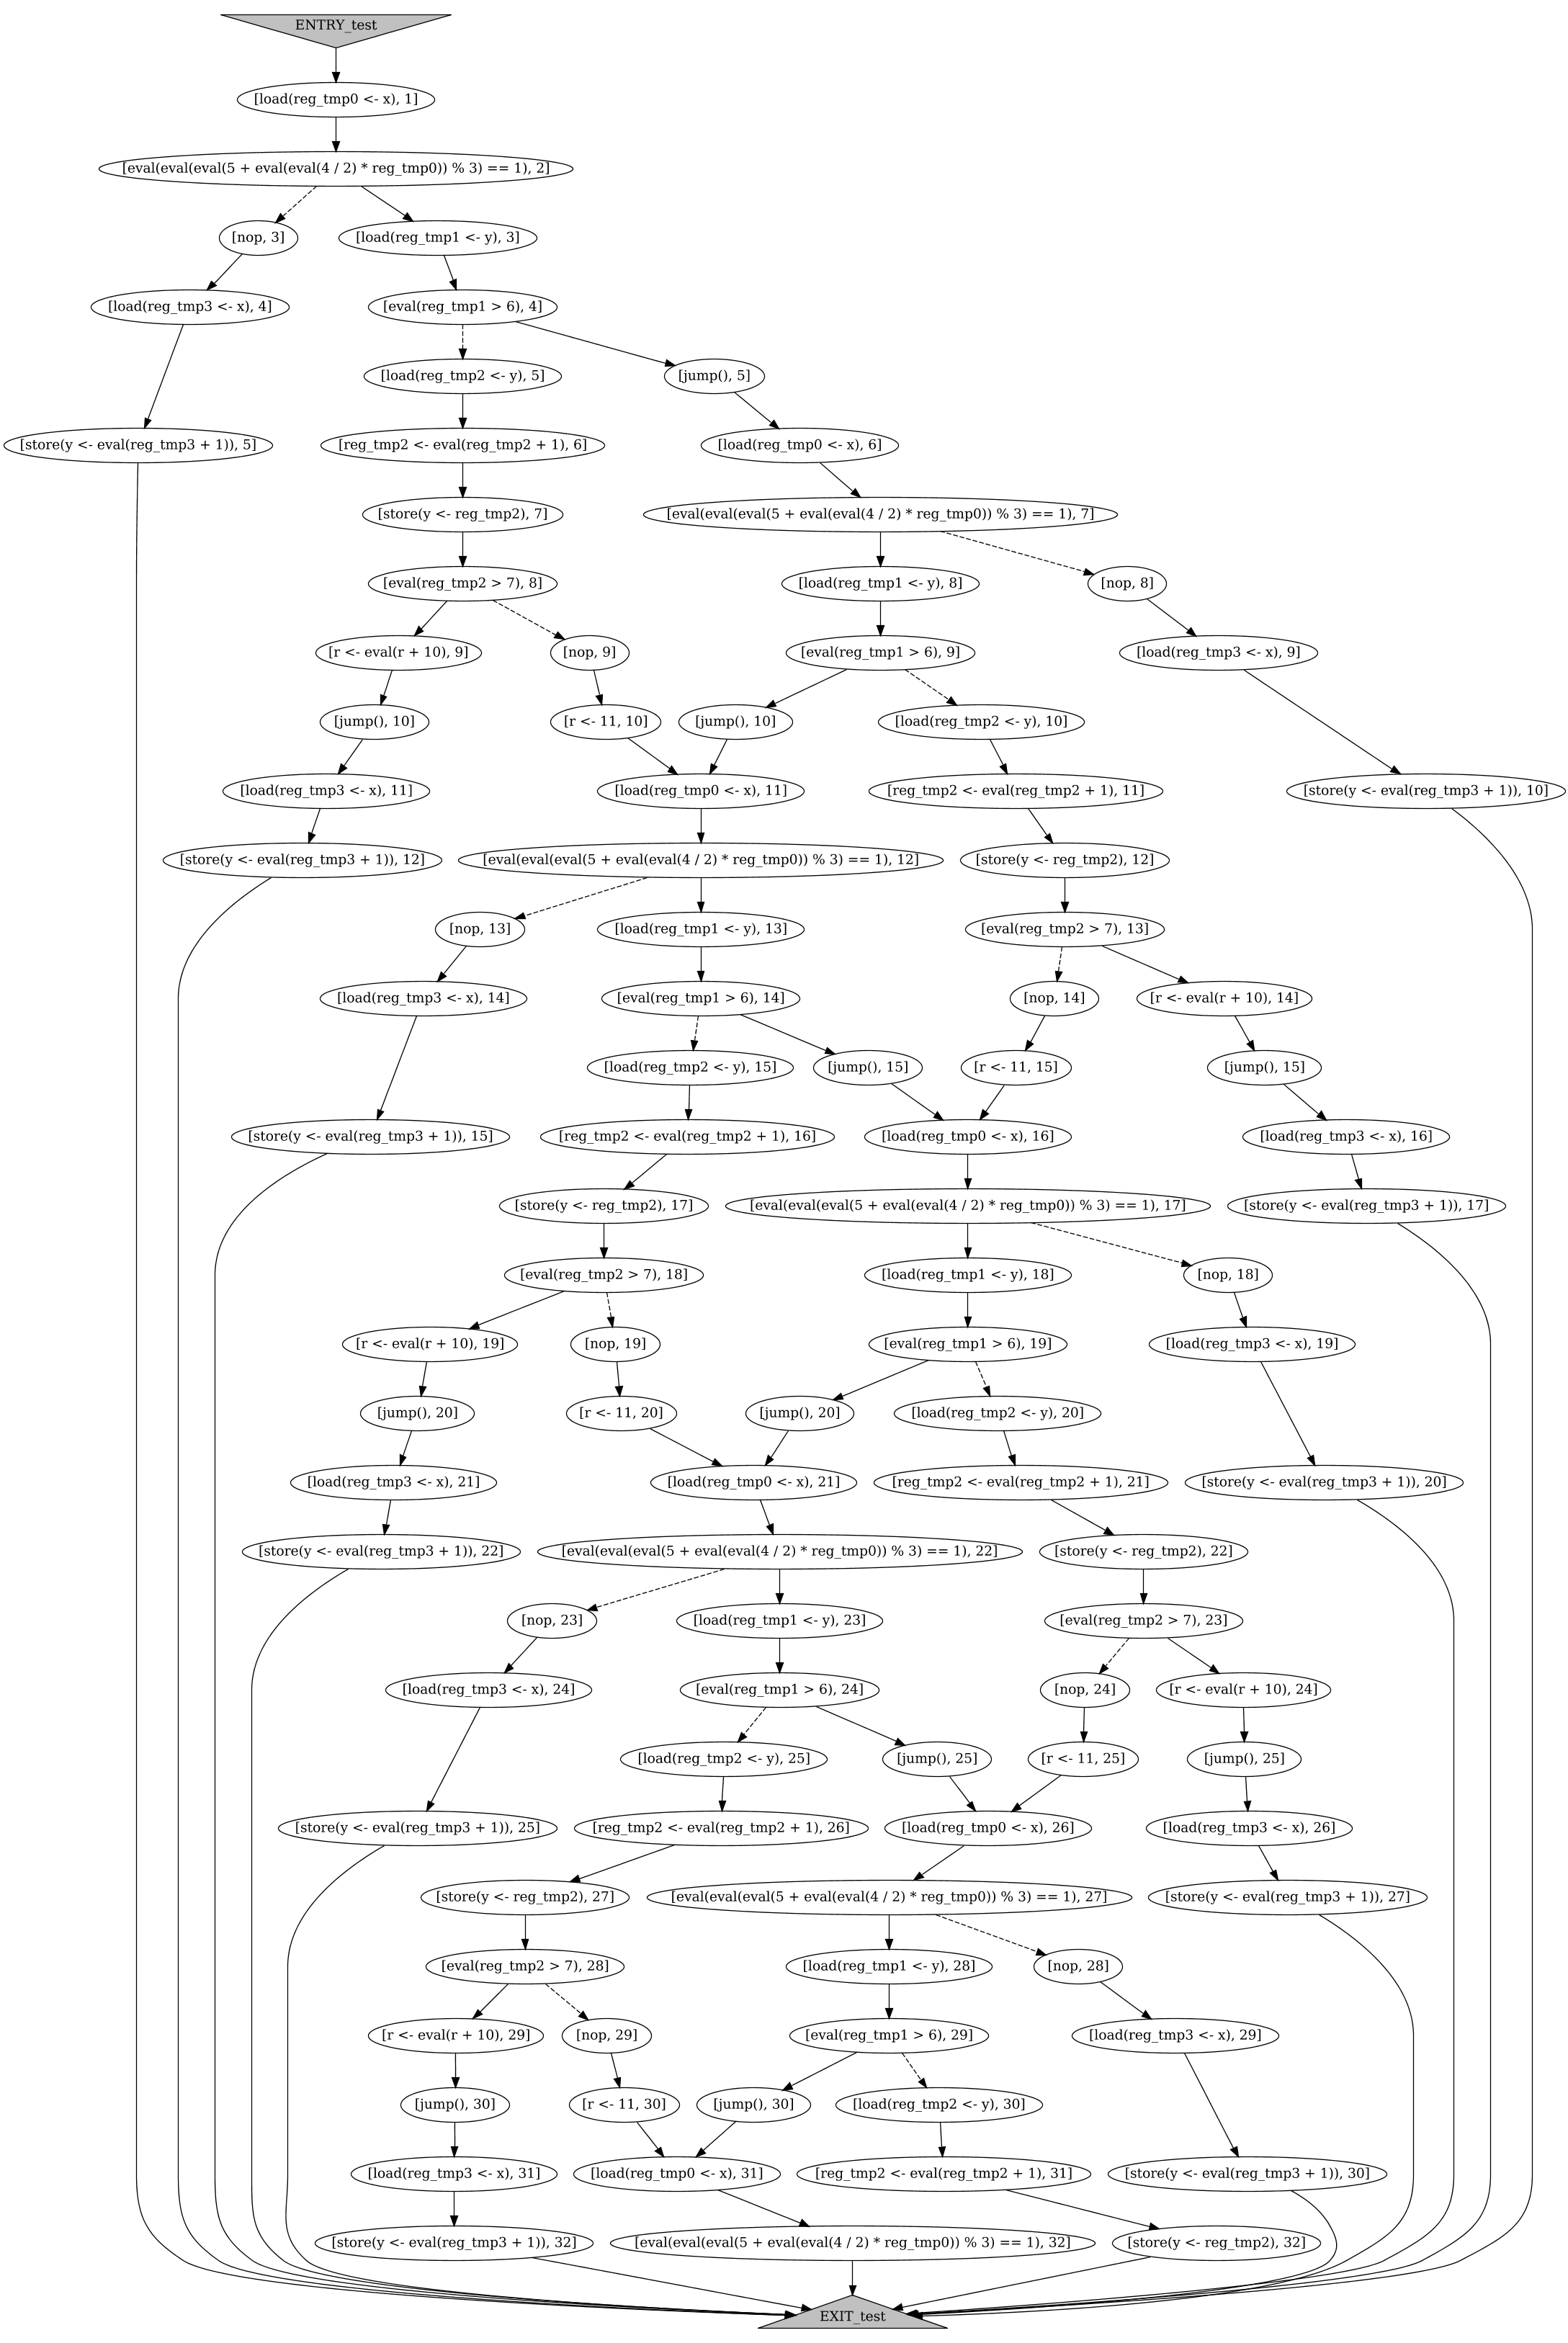 ENTRY_test
[load(reg_tmp0 <- x), 1]
[eval(eval(eval(5 + eval(eval(4 / 2) * reg_tmp0)) % 3) == 1), 2]
[nop, 3]
[load(reg_tmp1 <- y), 3]
[load(reg_tmp3 <- x), 4]
[eval(reg_tmp1 > 6), 4]
[load(reg_tmp2 <- y), 5]
[jump(), 5]
[store(y <- eval(reg_tmp3 + 1)), 5]
[reg_tmp2 <- eval(reg_tmp2 + 1), 6]
[load(reg_tmp0 <- x), 6]
[store(y <- reg_tmp2), 7]
[eval(eval(eval(5 + eval(eval(4 / 2) * reg_tmp0)) % 3) == 1), 7]
[eval(reg_tmp2 > 7), 8]
[load(reg_tmp1 <- y), 8]
[nop, 8]
[r <- eval(r + 10), 9]
[nop, 9]
[eval(reg_tmp1 > 6), 9]
[load(reg_tmp3 <- x), 9]
[jump(), 10]
[r <- 11, 10]
[jump(), 10]
[load(reg_tmp2 <- y), 10]
[load(reg_tmp3 <- x), 11]
[load(reg_tmp0 <- x), 11]
[reg_tmp2 <- eval(reg_tmp2 + 1), 11]
[store(y <- eval(reg_tmp3 + 1)), 10]
[store(y <- eval(reg_tmp3 + 1)), 12]
[eval(eval(eval(5 + eval(eval(4 / 2) * reg_tmp0)) % 3) == 1), 12]
[store(y <- reg_tmp2), 12]
[nop, 13]
[load(reg_tmp1 <- y), 13]
[eval(reg_tmp2 > 7), 13]
[load(reg_tmp3 <- x), 14]
[eval(reg_tmp1 > 6), 14]
[nop, 14]
[r <- eval(r + 10), 14]
[load(reg_tmp2 <- y), 15]
[jump(), 15]
[r <- 11, 15]
[jump(), 15]
[store(y <- eval(reg_tmp3 + 1)), 15]
[reg_tmp2 <- eval(reg_tmp2 + 1), 16]
[load(reg_tmp0 <- x), 16]
[load(reg_tmp3 <- x), 16]
[store(y <- reg_tmp2), 17]
[eval(eval(eval(5 + eval(eval(4 / 2) * reg_tmp0)) % 3) == 1), 17]
[store(y <- eval(reg_tmp3 + 1)), 17]
[eval(reg_tmp2 > 7), 18]
[load(reg_tmp1 <- y), 18]
[nop, 18]
[r <- eval(r + 10), 19]
[nop, 19]
[eval(reg_tmp1 > 6), 19]
[load(reg_tmp3 <- x), 19]
[jump(), 20]
[r <- 11, 20]
[jump(), 20]
[load(reg_tmp2 <- y), 20]
[load(reg_tmp3 <- x), 21]
[load(reg_tmp0 <- x), 21]
[reg_tmp2 <- eval(reg_tmp2 + 1), 21]
[store(y <- eval(reg_tmp3 + 1)), 20]
[store(y <- eval(reg_tmp3 + 1)), 22]
[eval(eval(eval(5 + eval(eval(4 / 2) * reg_tmp0)) % 3) == 1), 22]
[store(y <- reg_tmp2), 22]
[nop, 23]
[load(reg_tmp1 <- y), 23]
[eval(reg_tmp2 > 7), 23]
[load(reg_tmp3 <- x), 24]
[eval(reg_tmp1 > 6), 24]
[nop, 24]
[r <- eval(r + 10), 24]
[load(reg_tmp2 <- y), 25]
[jump(), 25]
[r <- 11, 25]
[jump(), 25]
[store(y <- eval(reg_tmp3 + 1)), 25]
[reg_tmp2 <- eval(reg_tmp2 + 1), 26]
[load(reg_tmp0 <- x), 26]
[load(reg_tmp3 <- x), 26]
[store(y <- reg_tmp2), 27]
[eval(eval(eval(5 + eval(eval(4 / 2) * reg_tmp0)) % 3) == 1), 27]
[store(y <- eval(reg_tmp3 + 1)), 27]
[eval(reg_tmp2 > 7), 28]
[load(reg_tmp1 <- y), 28]
[nop, 28]
[r <- eval(r + 10), 29]
[nop, 29]
[eval(reg_tmp1 > 6), 29]
[load(reg_tmp3 <- x), 29]
[jump(), 30]
[r <- 11, 30]
[jump(), 30]
[load(reg_tmp2 <- y), 30]
[load(reg_tmp3 <- x), 31]
[load(reg_tmp0 <- x), 31]
[reg_tmp2 <- eval(reg_tmp2 + 1), 31]
[store(y <- eval(reg_tmp3 + 1)), 30]
[store(y <- eval(reg_tmp3 + 1)), 32]
[eval(eval(eval(5 + eval(eval(4 / 2) * reg_tmp0)) % 3) == 1), 32]
[store(y <- reg_tmp2), 32]
EXIT_test